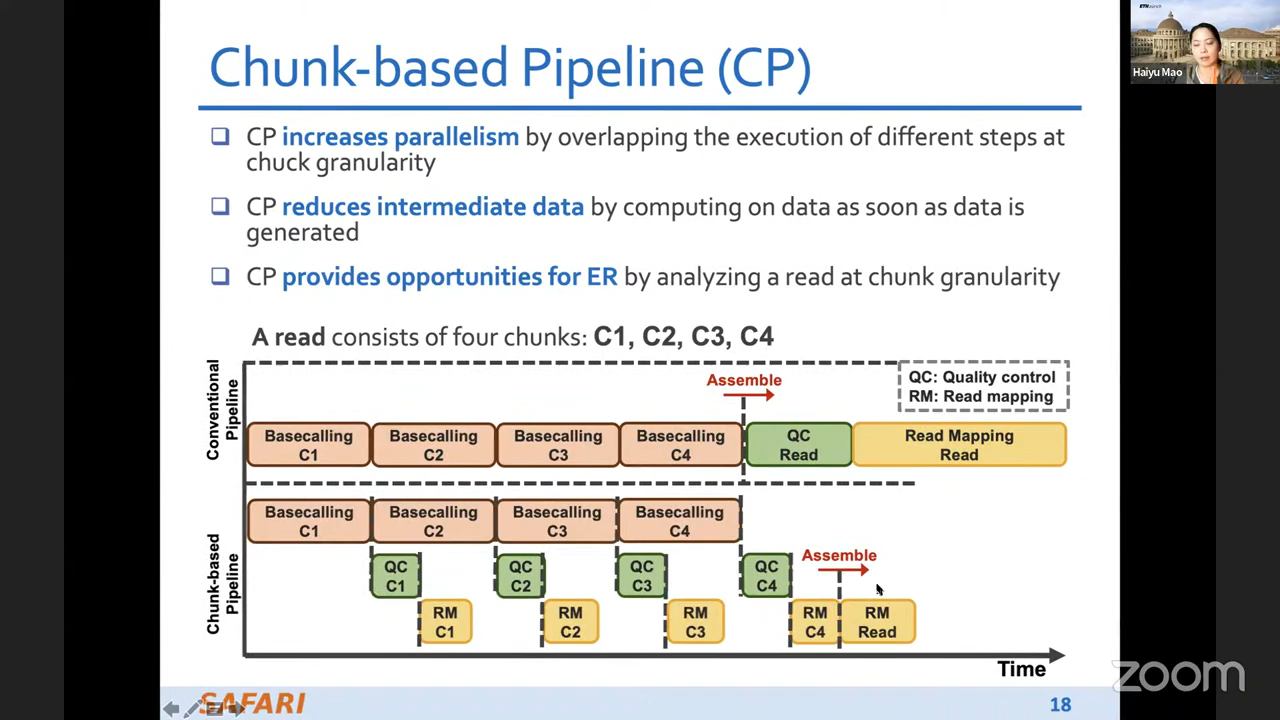 Chunk-based Pipeline (CP)
ETH zürich
Haiyu Mao
CP increases parallelism by overlapping the execution of different steps at
chuck granularity
CP reduces intermediate data by computing on data as soon as data is
generated
CP provides opportunities for ER by analyzing a read at chunk granularity
A read consists of four chunks: C1, C2, C3, C4
Conventional
Pipeline
Assemble
QC: Quality control
RM: Read mapping
Basecalling
C1
Basecalling
C2
Basecalling
C3
Basecalling
C4
QC
Read
Read Mapping
Read
Chunk-based
Pipeline
Basecalling
C1
Basecalling
C2
Basecalling
C3
Basecalling
C4
QC
C1
QC
C2
QC
C3
QC
C4
Assemble
RM
C1
RM
C2
RM
C3
RM
C4
RM
Read
Time
zoom
SAFARI
18